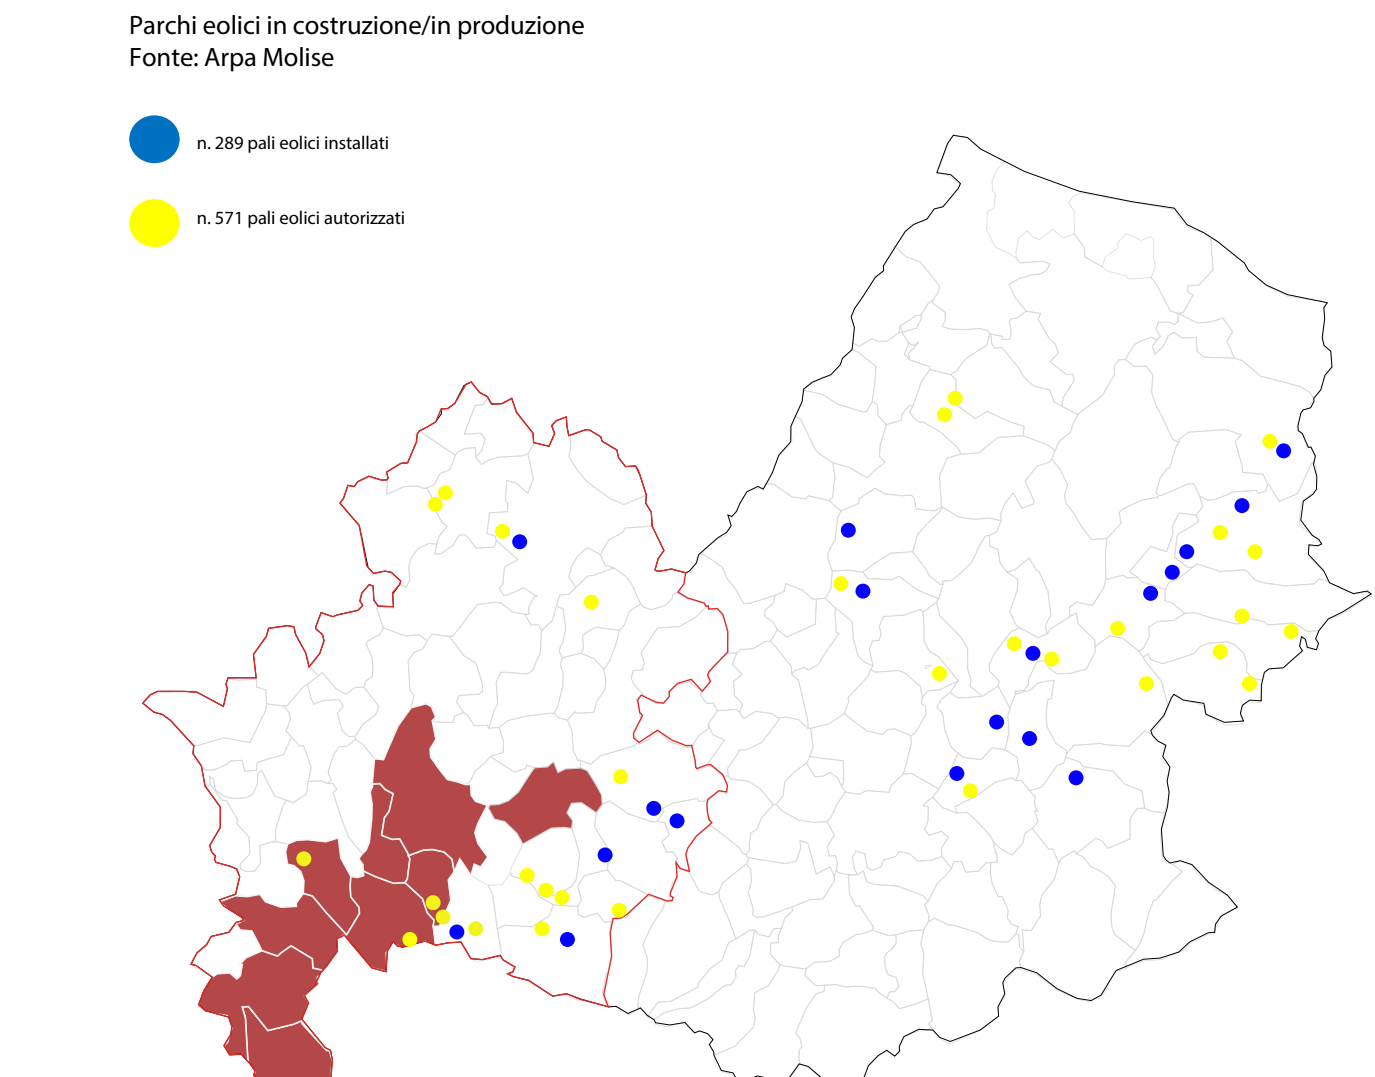 Parchi eolici in costruzione/in produzione
Fonte: Arpa Molise
n. 289 pali eolici installati
n. 571 pali eolici autorizzati